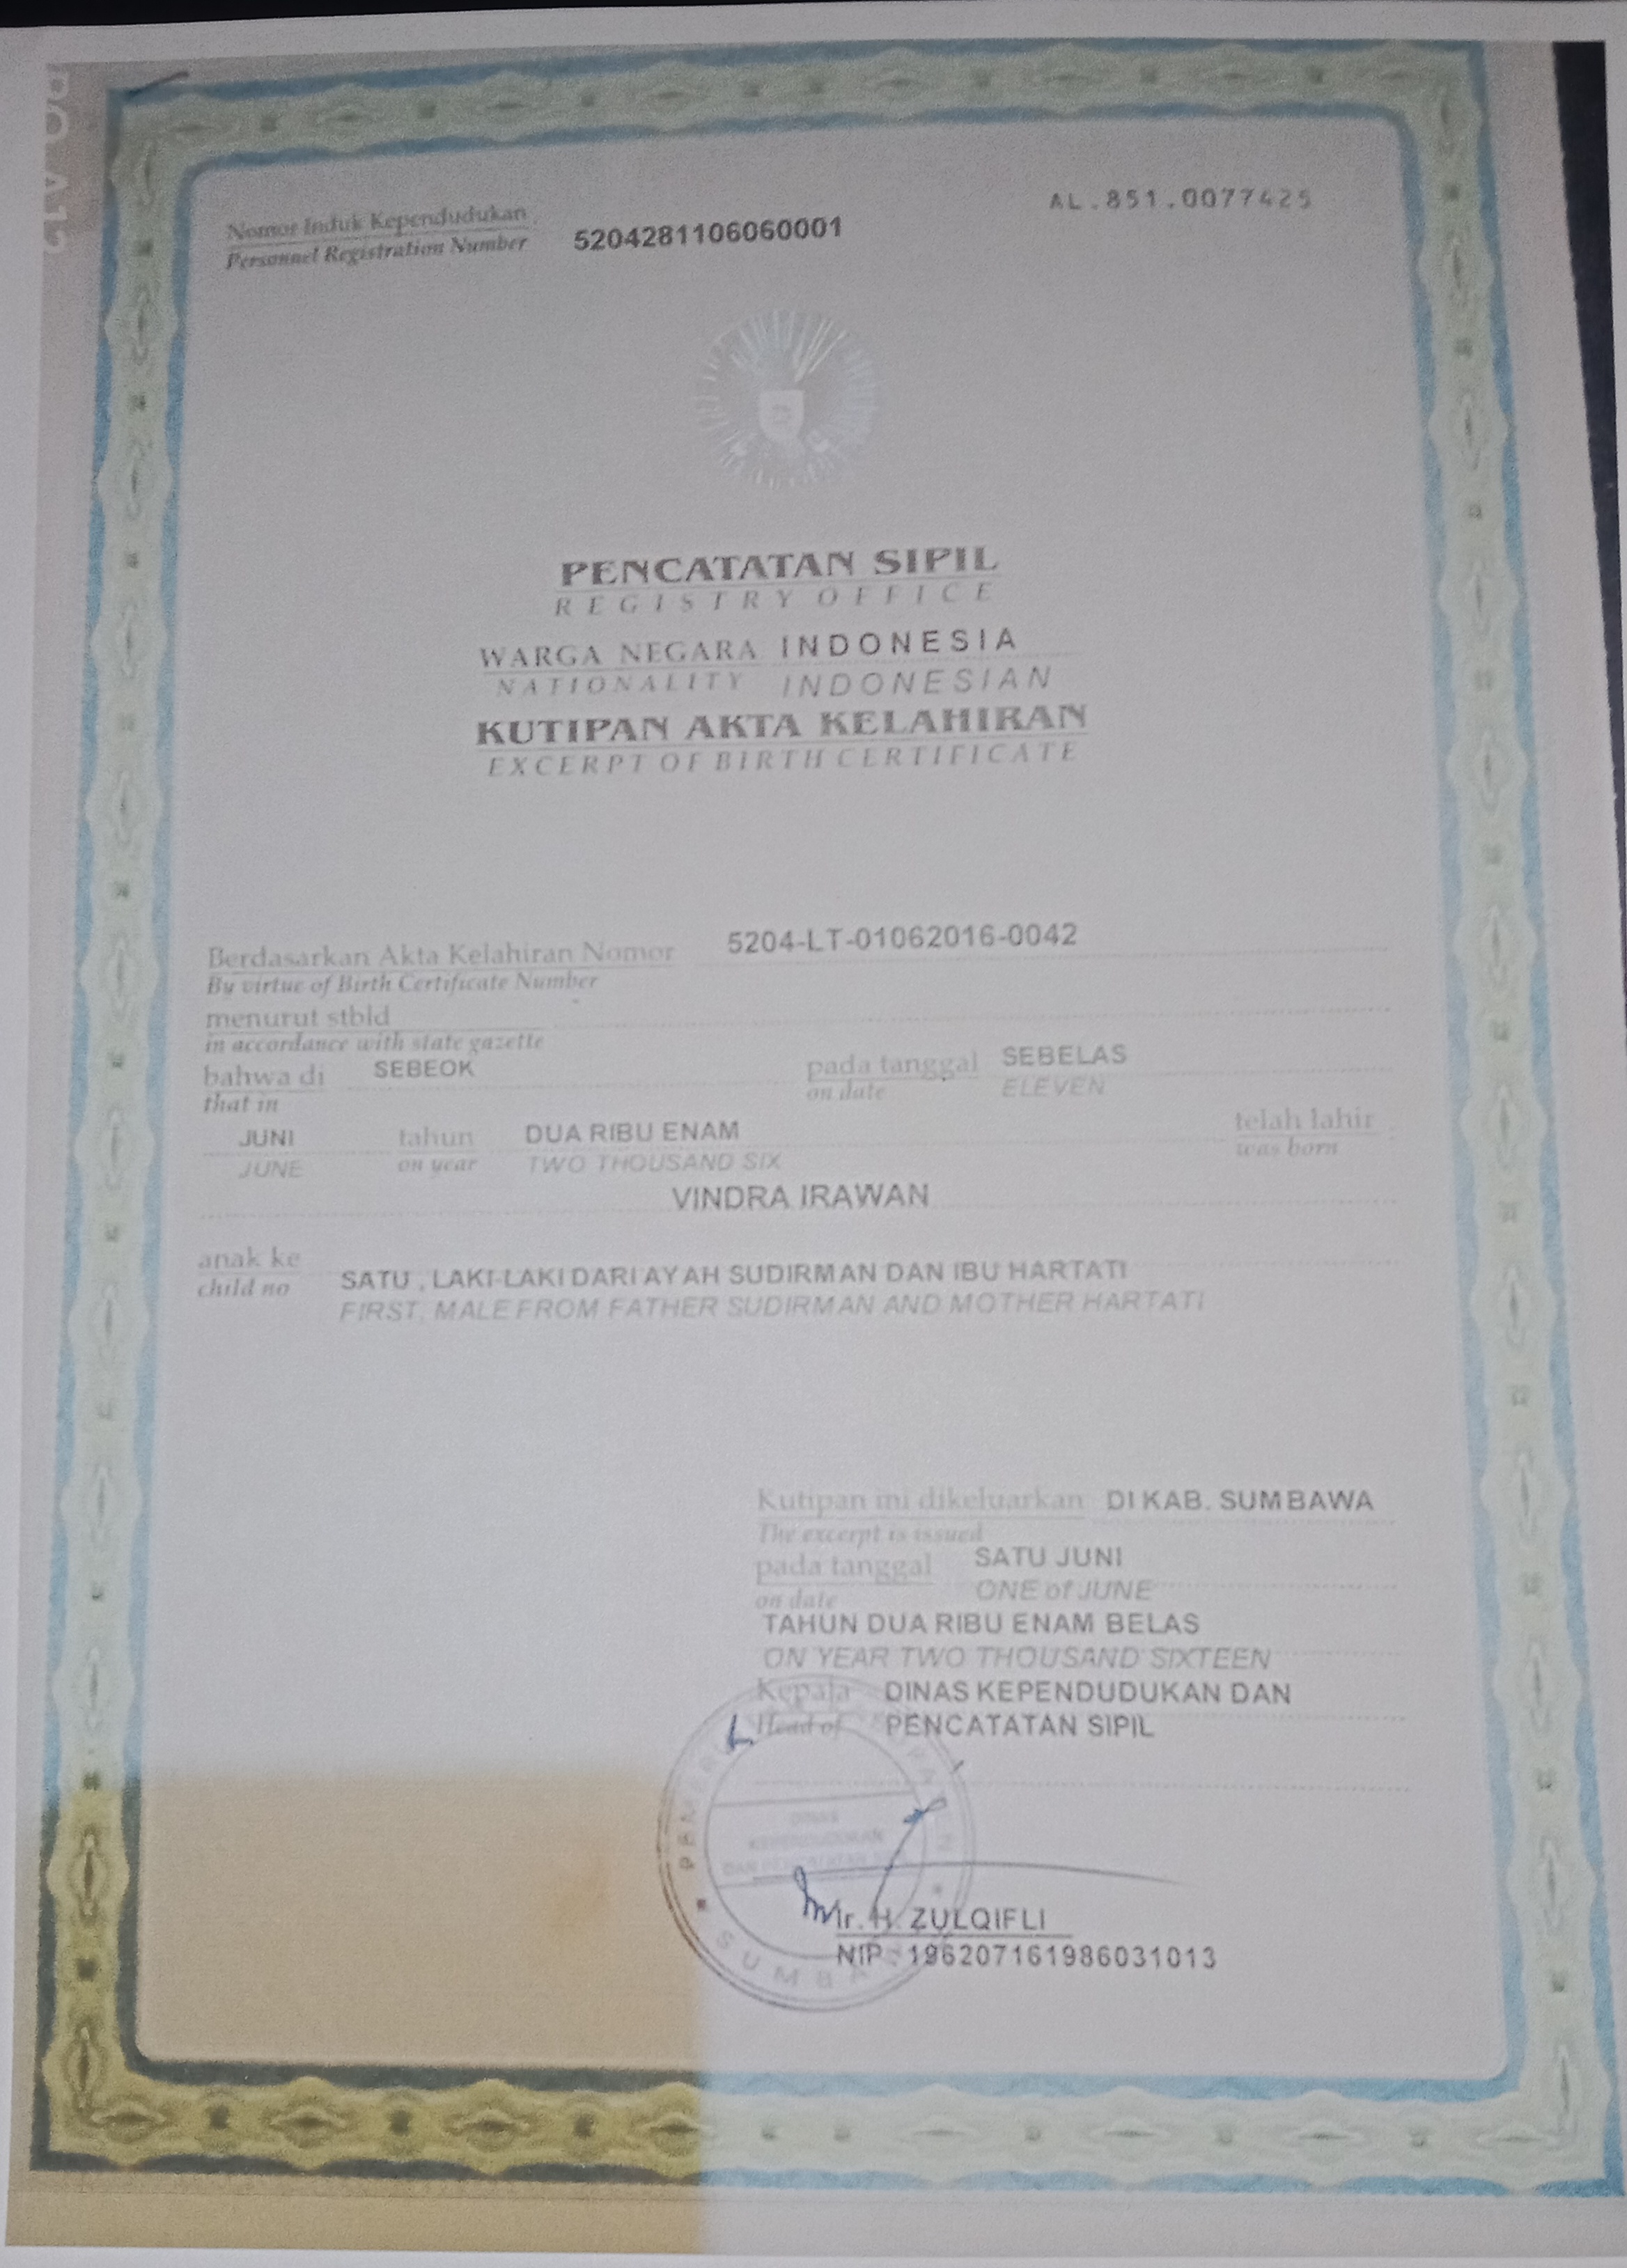 AL.851.0077425
Nomor Induk Kependudukan 5204281106060001
Personnel Registration Number
PENCATATAN SIPIL
REGISTRY OFFICE
WARGA NEGARA INDONESIA
NATIONALITY INDONESIAN
KUTIPAN AKTA KELAHIRAN
EXCERPT OF BIRTH CERTIFICATE
Berdasarkan Akta Kelahiran Nomor 5204-LT-01062016-0042
By virtue of Birth Certificate Number
menurut stbld
in accordance with state gazette
bahwa di SEBEOK pada tanggal SEBELAS
that in on date ELEVEN
JUNI tahun DUA RIBU ENAM telah lahir
JUNE on year TWO THOUSAND SIX was born
VINDRA IRAWAN
anak ke SATU , LAKI-LAKI DARI AYAH SUDIRMAN DAN IBU HARTATI
child no FIRST, MALE FROM FATHER SUDIRMAN AND MOTHER HARTATI
Kutipan ini dikeluarkan DI KAB. SUMBAWA
The excerpt is issued
pada tanggal SATU JUNI
on date ONE of JUNE
TAHUN DUA RIBU ENAM BELAS
ON YEAR TWO THOUSAND SIXTEEN
Kepala DINAS KEPENDUDUKAN DAN
Head of PENCATATAN SIPIL
DINAS
KEPENDUDUKAN
DAN PENCATATAN SIPIL
Ir. H. ZULQIFLI
NIP. 196207161986031013